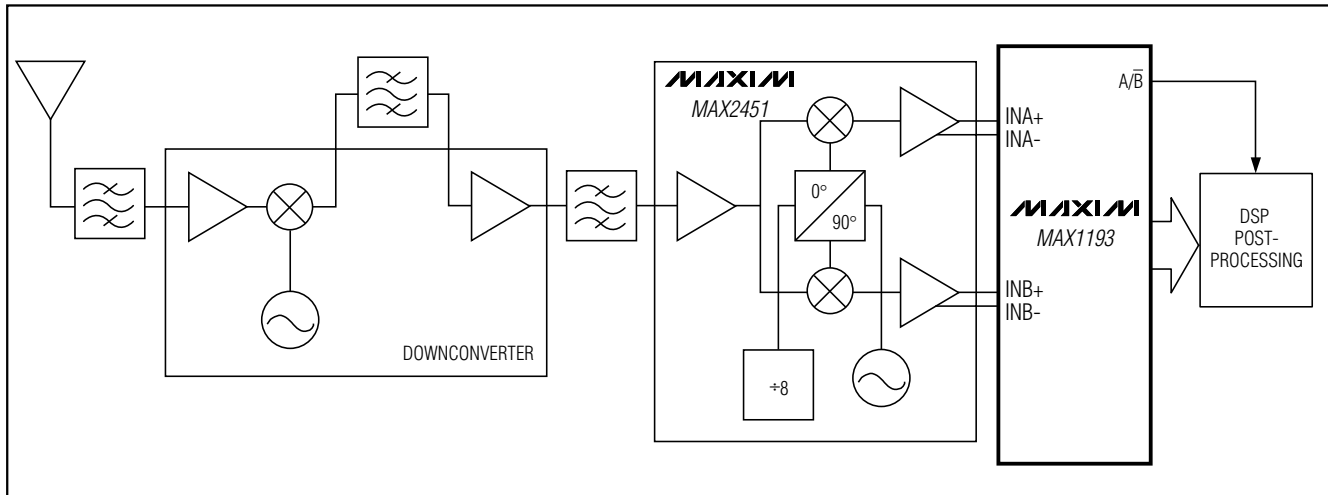 DOWNCONVERTER
MAXIM
MAX2451
0°
90°
÷8
INA+
INA-
INB+
INB-
A/B̅
MAXIM
MAX1193
DSP
POST-
PROCESSING